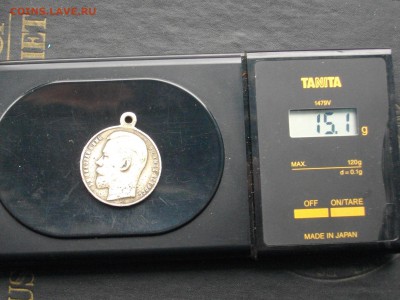 COINS.LAVE.RU
TANITA
1479V
15.1 g
MAX. 120g
d = 0.1g
OFF ON/TARE
MADE IN JAPAN